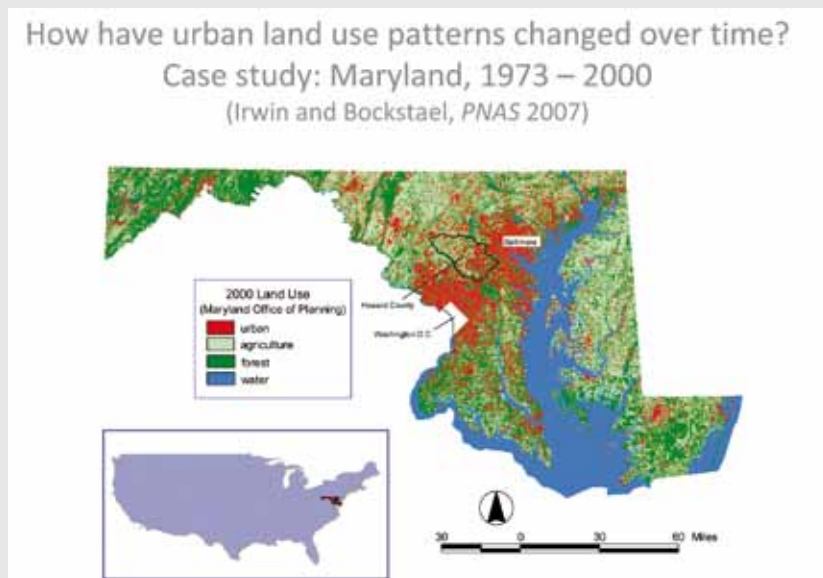 How have urban land use patterns changed over time?
Case study: Maryland, 1973 – 2000
(Irwin and Bockstael, PNAS 2007)
Baltimore
2000 Land Use
(Maryland Office of Planning)
urban
agriculture
forest
water
Howard County
Washington D.C.
30 0 30 60 Miles